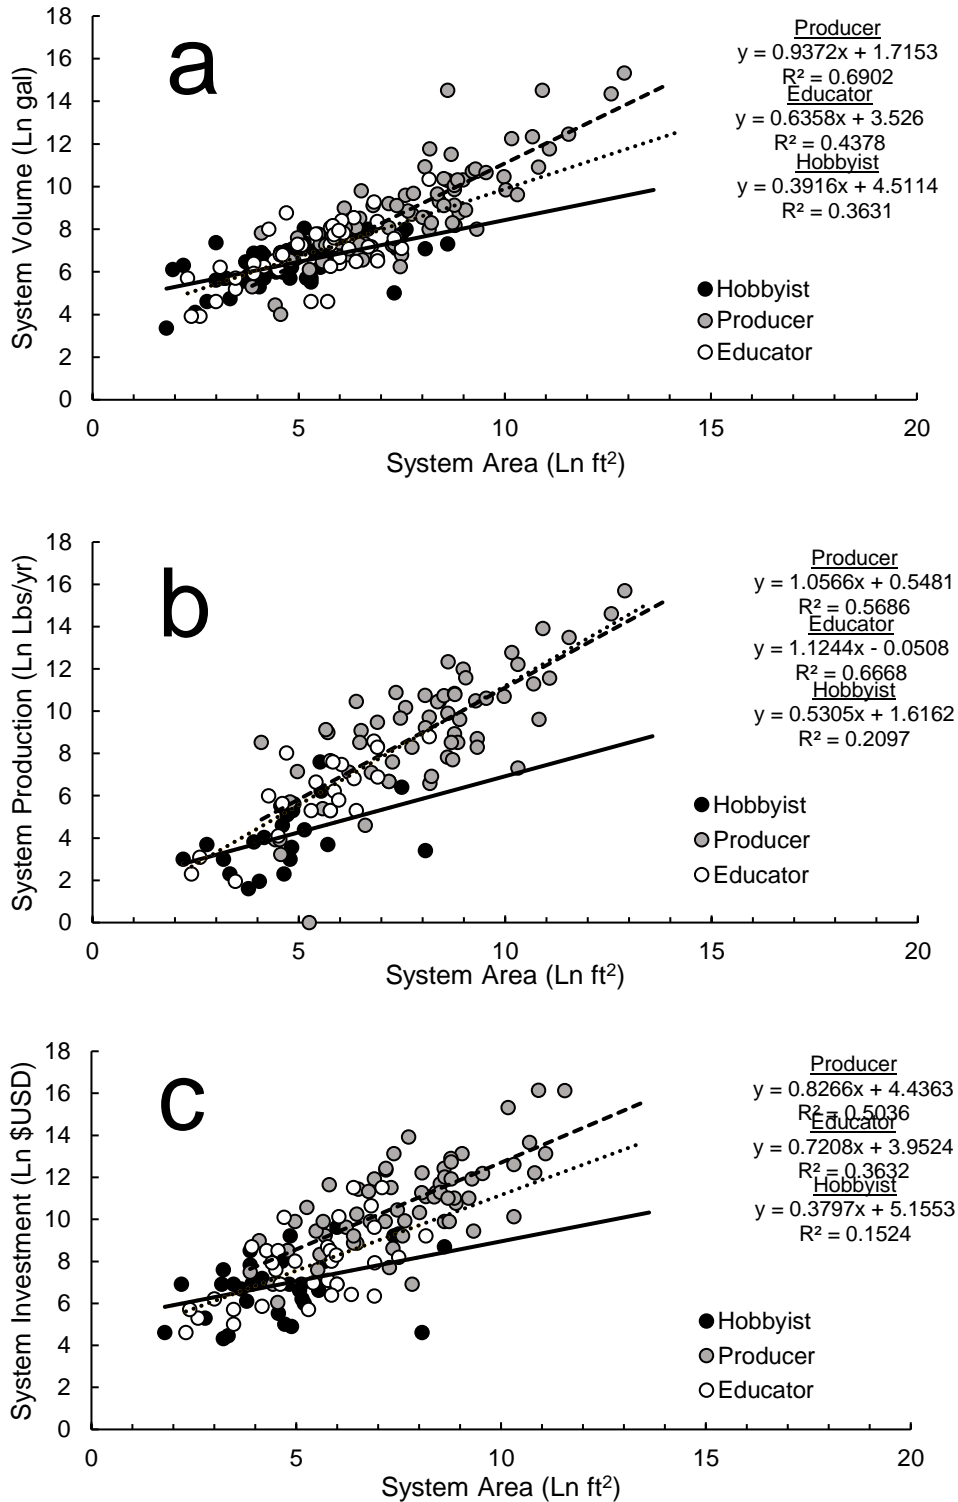 a
System Volume (Ln gal)
18
16
14
12
10
8
6
4
2
0
0 5 10 15 20
System Area (Ln ft²)
Producer
y = 0.9372x + 1.7153
R² = 0.6902
Educator
y = 0.6358x + 3.526
R² = 0.4378
Hobbyist
y = 0.3916x + 4.5114
R² = 0.3631
Hobbyist
Producer
Educator
b
System Production (Ln Lbs/yr)
18
16
14
12
10
8
6
4
2
0
0 5 10 15 20
System Area (Ln ft²)
Producer
y = 1.0566x + 0.5481
R² = 0.5686
Educator
y = 1.1244x - 0.0508
R² = 0.6668
Hobbyist
y = 0.5305x + 1.6162
R² = 0.2097
Hobbyist
Producer
Educator
c
System Investment (Ln $USD)
18
16
14
12
10
8
6
4
2
0
0 5 10 15 20
System Area (Ln ft²)
Producer
y = 0.8266x + 4.4363
R² = 0.5036
Educator
y = 0.7208x + 3.9524
R² = 0.3632
Hobbyist
y = 0.3797x + 5.1553
R² = 0.1524
Hobbyist
Producer
Educator